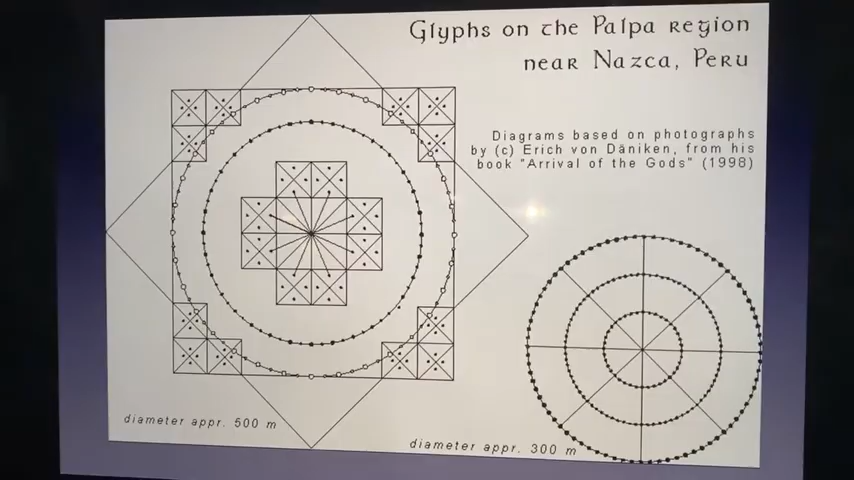 Glyphs on the Palpa region
near Nazca, Peru
Diagrams based on photographs
by (c) Erich von Däniken, from his
book "Arrival of the Gods" (1998)
diameter appr. 500 m
diameter appr. 300 m